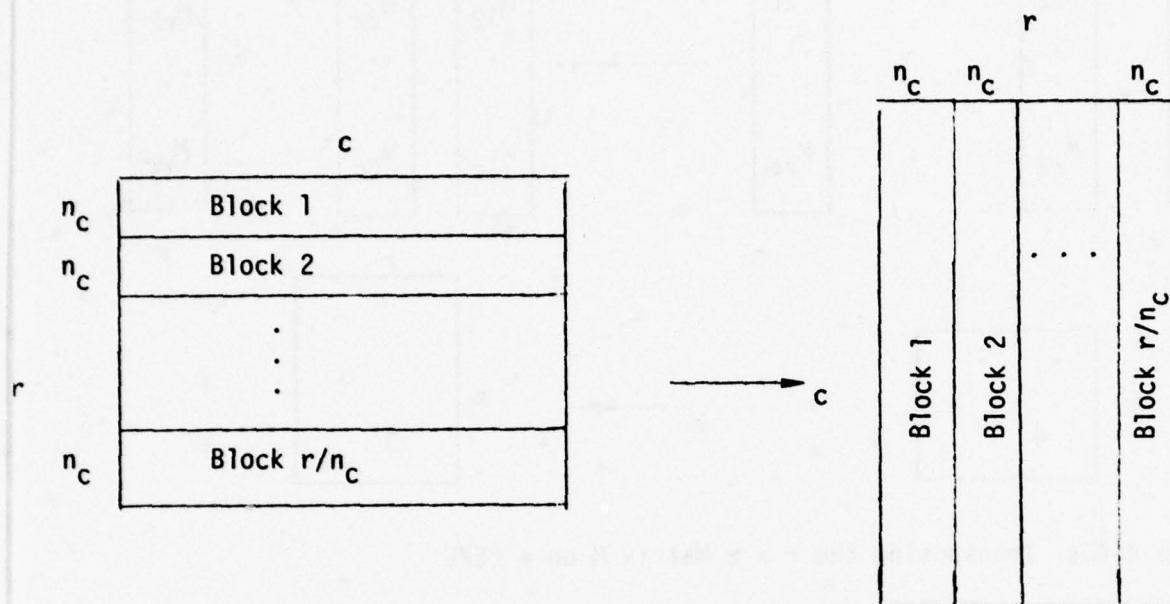 c
n_c Block 1
n_c Block 2
.
.
.
r
n_c Block r/n_c
c
r
n_c n_c n_c
. . .
Block 1
Block 2
Block r/n_c